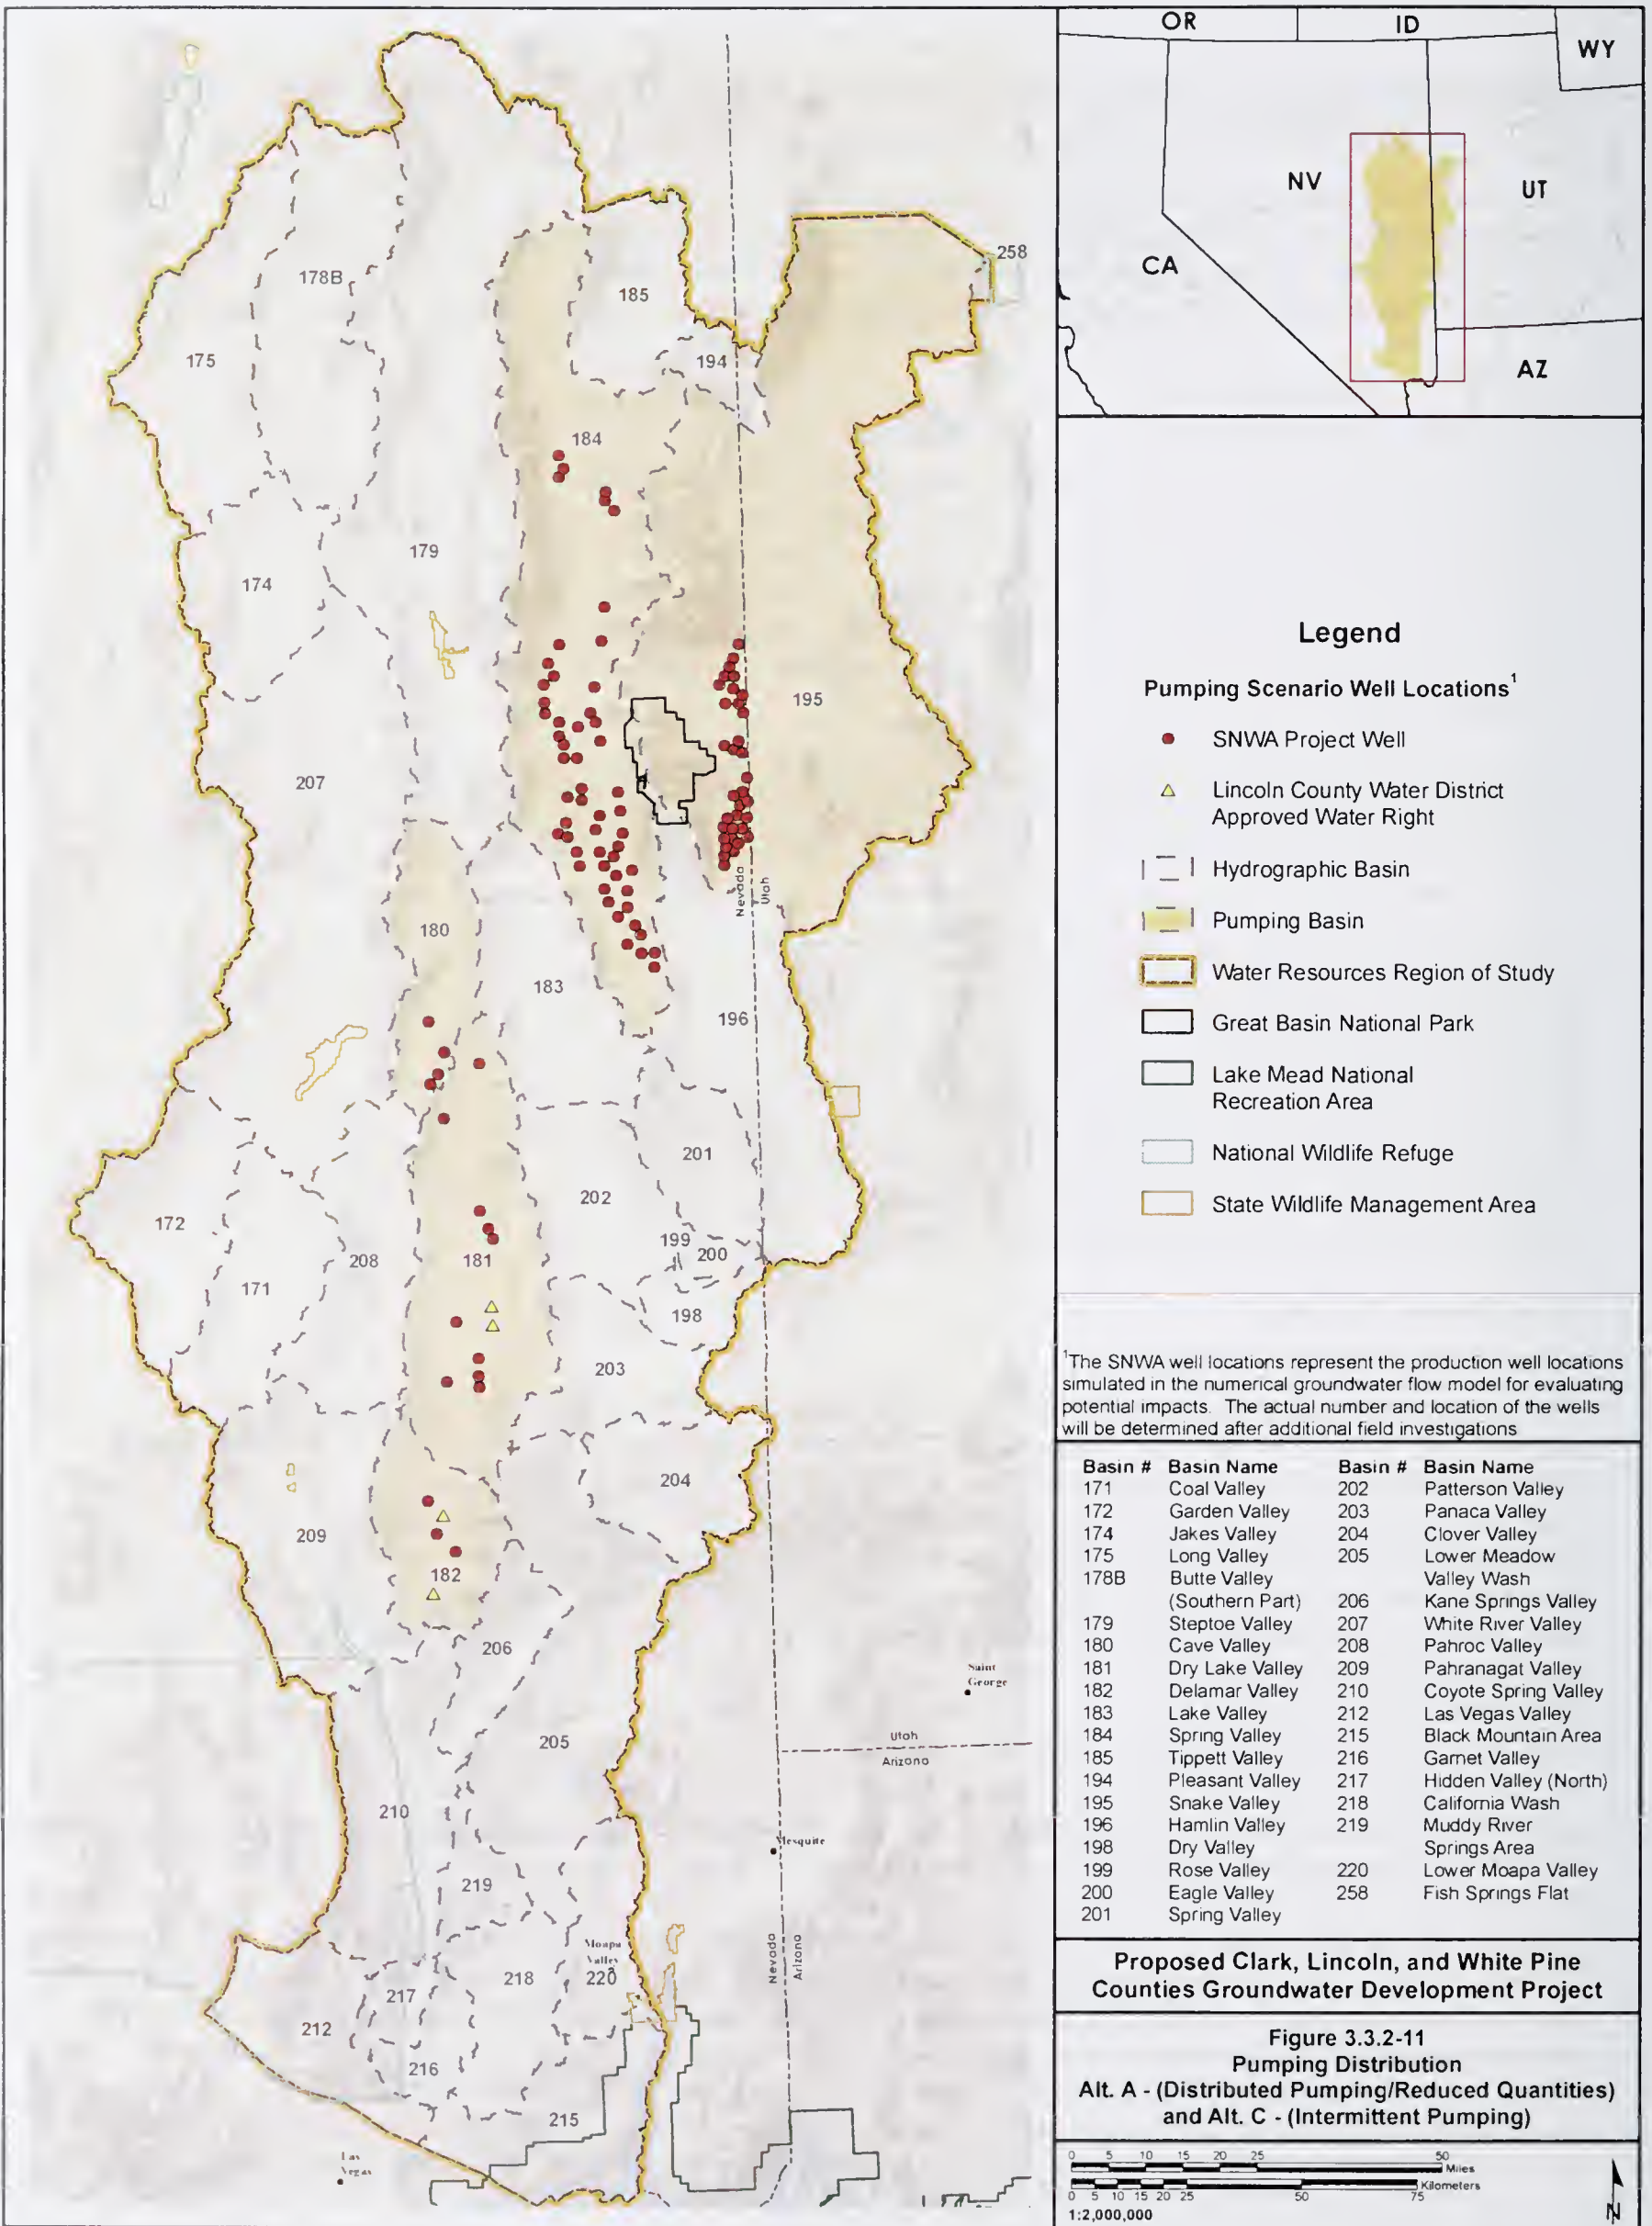 OR
ID
WY
NV
UT
CA
AZ
258
178B
185
175
194
184
179
174
195
207
Nevada
Utah
180
183
196
201
202
172
199
200
208
181
171
198
203
204
209
182
206
Saint
George
205
Utah
Arizona
210
Mesquite
219
Moapa
Valley
Nevada
Arizona
218
220
217
212
216
215
Las
Vegas
Legend
Pumping Scenario Well Locations1
SNWA Project Well
Lincoln County Water District
Approved Water Right
Hydrographic Basin
Pumping Basin
Water Resources Region of Study
Great Basin National Park
Lake Mead National
Recreation Area
National Wildlife Refuge
State Wildlife Management Area
1The SNWA well locations represent the production well locations
simulated in the numerical groundwater flow model for evaluating
potential impacts. The actual number and location of the wells
will be determined after additional field investigations
Basin # Basin Name Basin # Basin Name
171 Coal Valley 202 Patterson Valley
172 Garden Valley 203 Panaca Valley
174 Jakes Valley 204 Clover Valley
175 Long Valley 205 Lower Meadow
178B Butte Valley Valley Wash
(Southern Part) 206 Kane Springs Valley
179 Steptoe Valley 207 White River Valley
180 Cave Valley 208 Pahroc Valley
181 Dry Lake Valley 209 Pahranagat Valley
182 Delamar Valley 210 Coyote Spring Valley
183 Lake Valley 212 Las Vegas Valley
184 Spring Valley 215 Black Mountain Area
185 Tippett Valley 216 Garnet Valley
194 Pleasant Valley 217 Hidden Valley (North)
195 Snake Valley 218 California Wash
196 Hamlin Valley 219 Muddy River
198 Dry Valley Springs Area
199 Rose Valley 220 Lower Moapa Valley
200 Eagle Valley 258 Fish Springs Flat
201 Spring Valley
Proposed Clark, Lincoln, and White Pine
Counties Groundwater Development Project
Figure 3.3.2-11
Pumping Distribution
Alt. A - (Distributed Pumping/Reduced Quantities)
and Alt. C - (Intermittent Pumping)
0 5 10 15 20 25 50
Miles
Kilometers
0 5 10 15 20 25 50 75
1:2,000,000
N